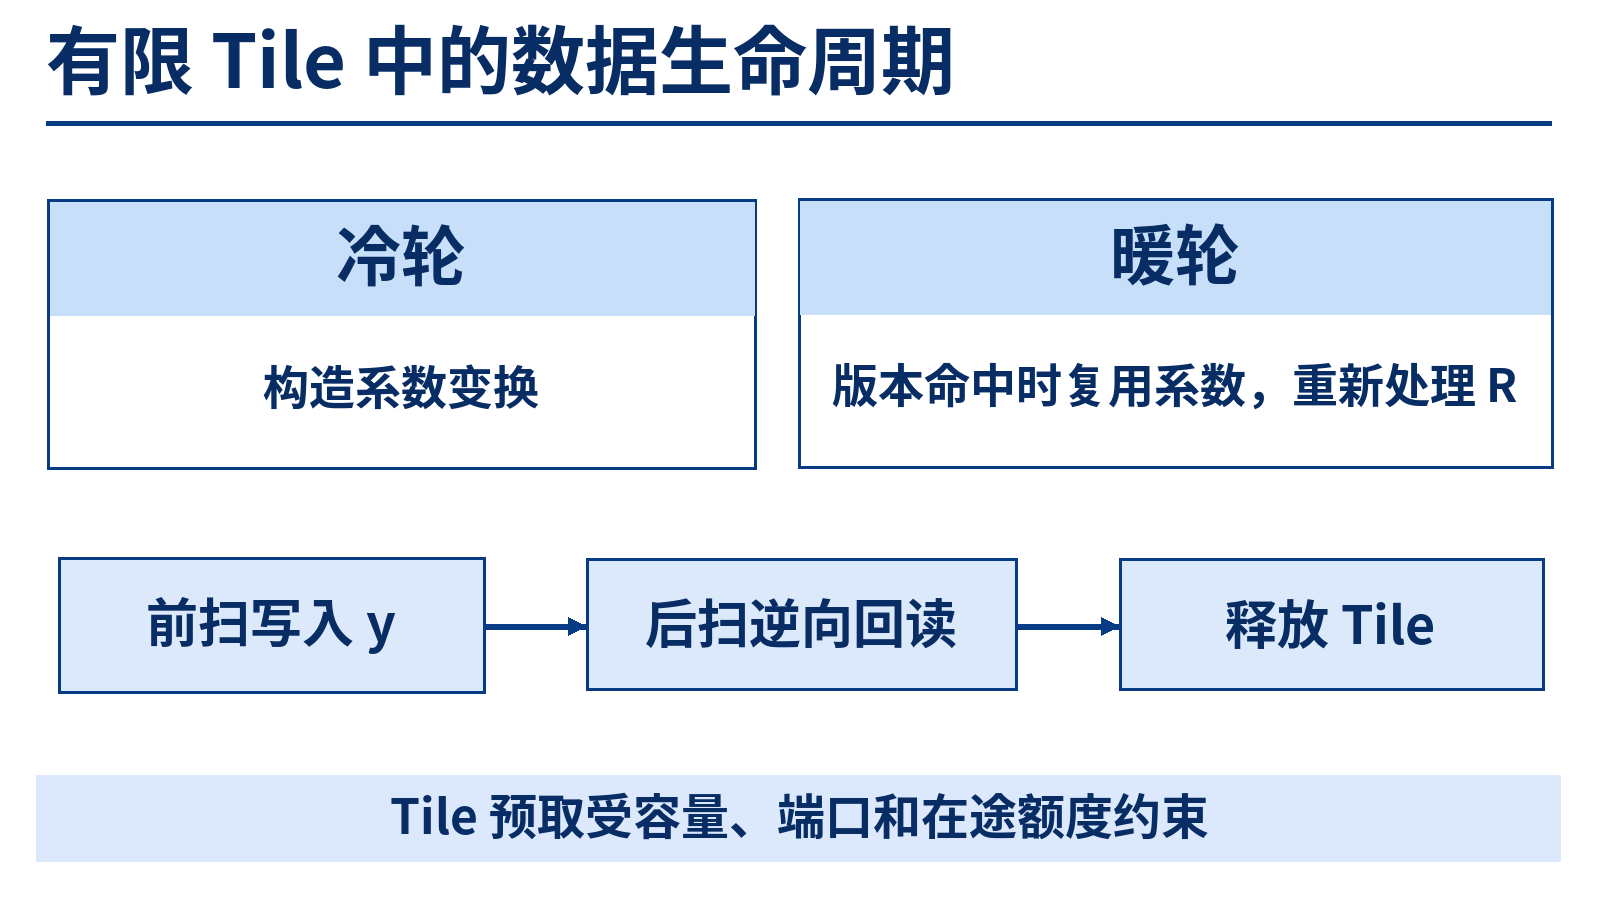 有限 Tile 中的数据生命周期
冷轮
暖轮
构造系数变换
版本命中时复用系数，重新处理 R
前扫写入 y
后扫逆向回读
释放 Tile
Tile 预取受容量、端口和在途额度约束